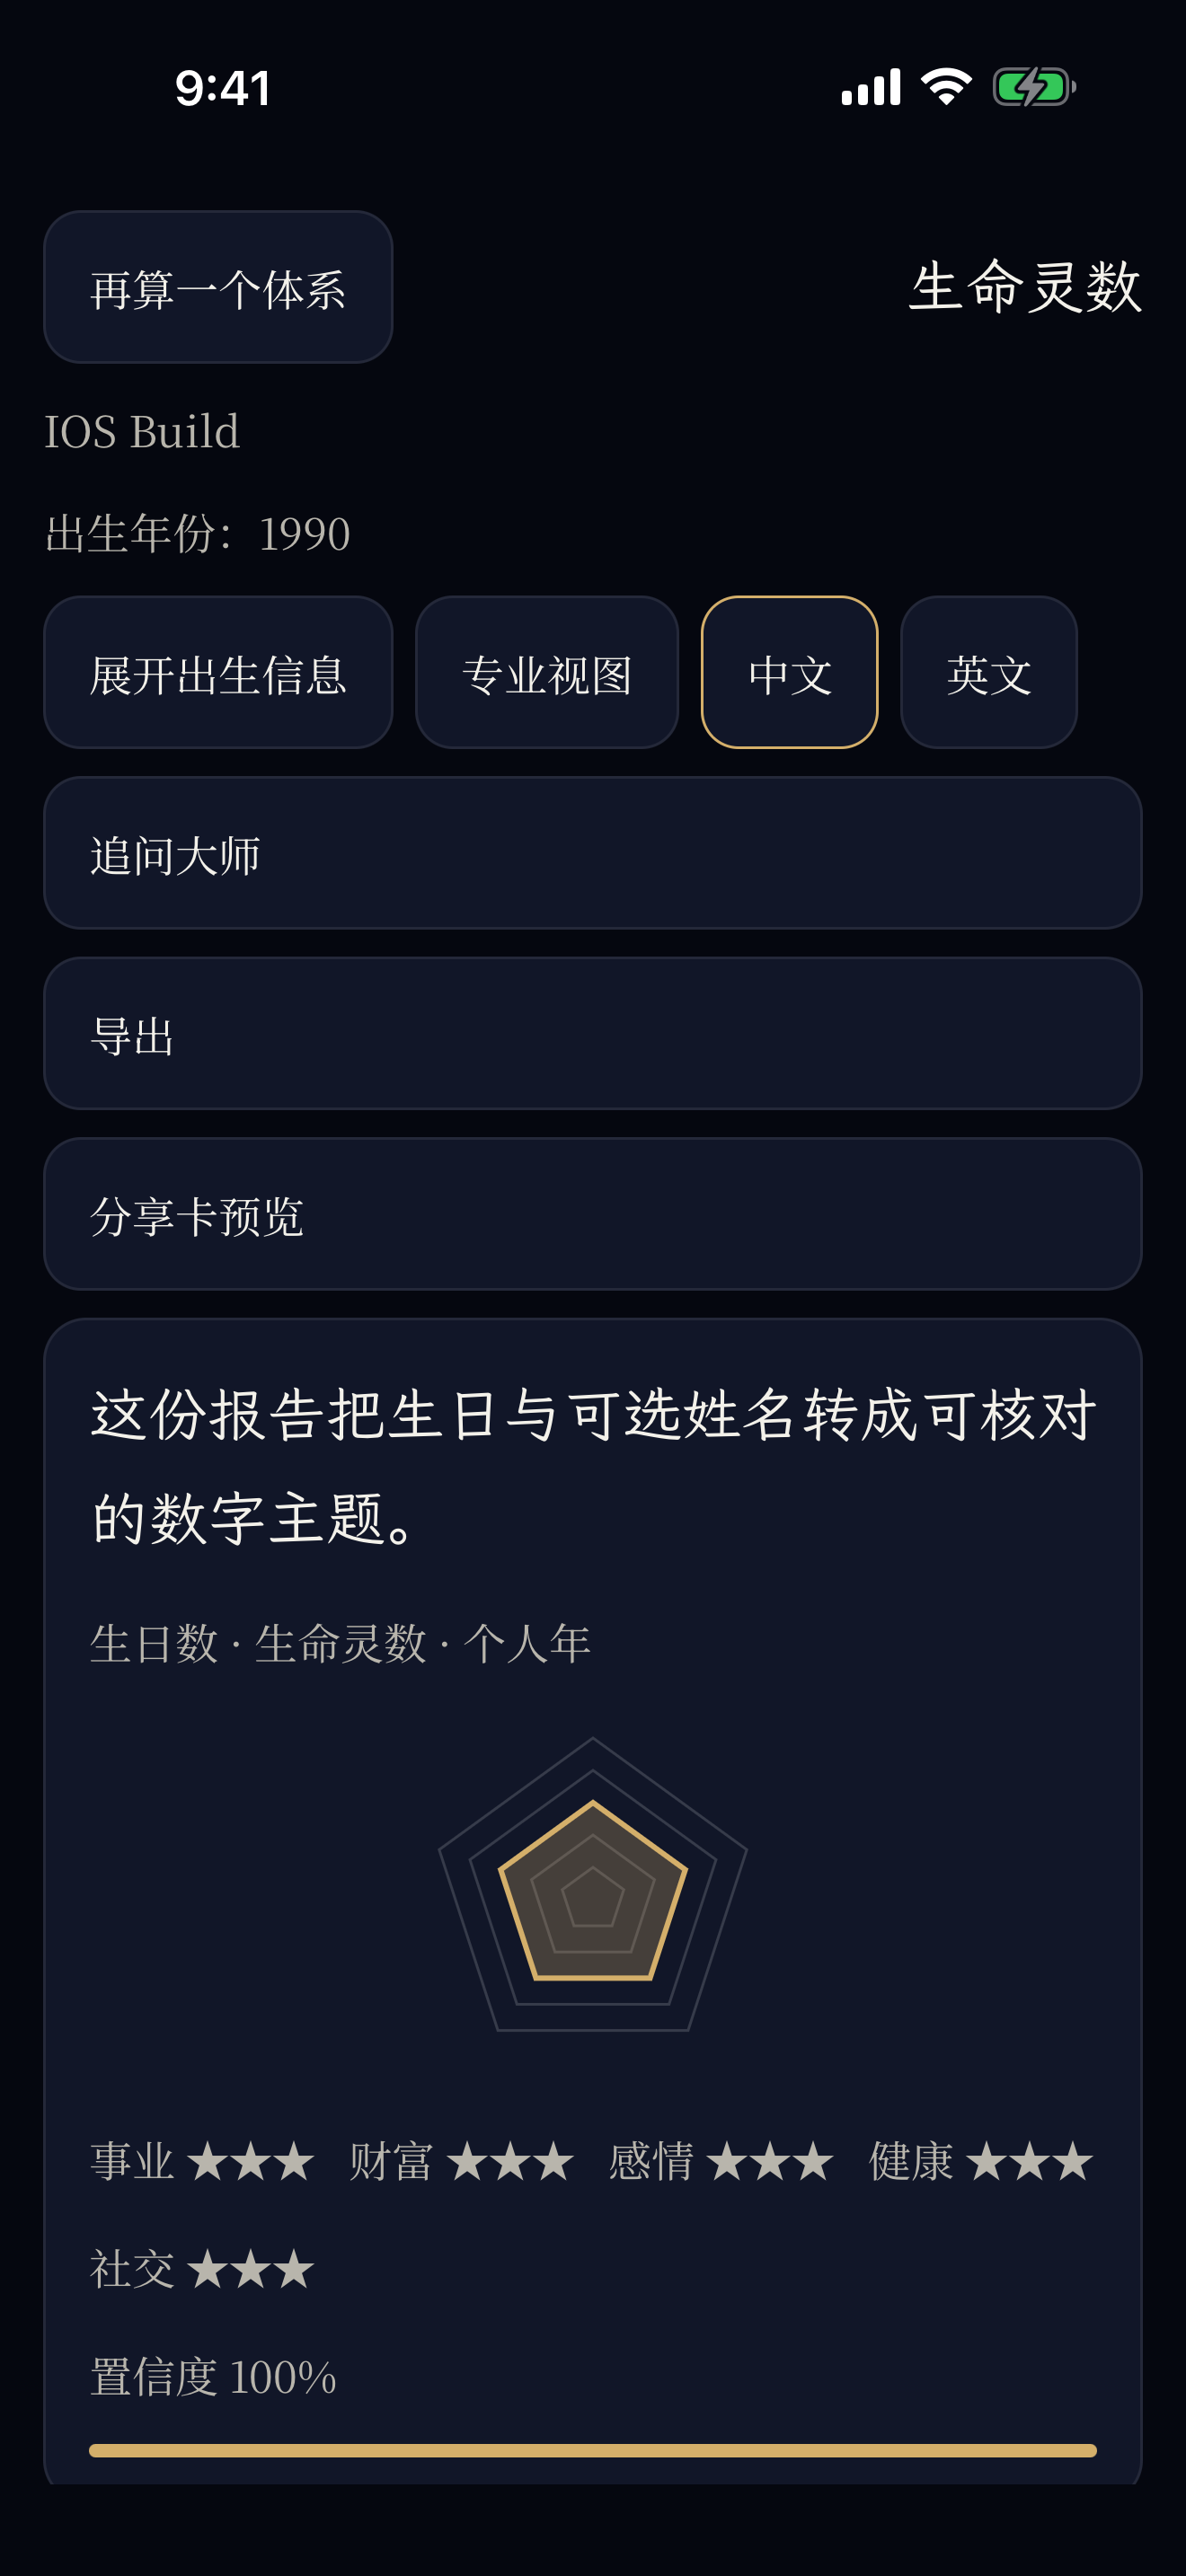 9:41
再算一个体系
生命灵数
IOS Build
出生年份：1990
展开出生信息 专业视图 中文 英文
追问大师
导出
分享卡预览
这份报告把生日与可选姓名转成可核对
的数字主题。
生日数 · 生命灵数 · 个人年
事业 ★★★ 财富 ★★★ 感情 ★★★ 健康 ★★★
社交 ★★★
置信度 100%